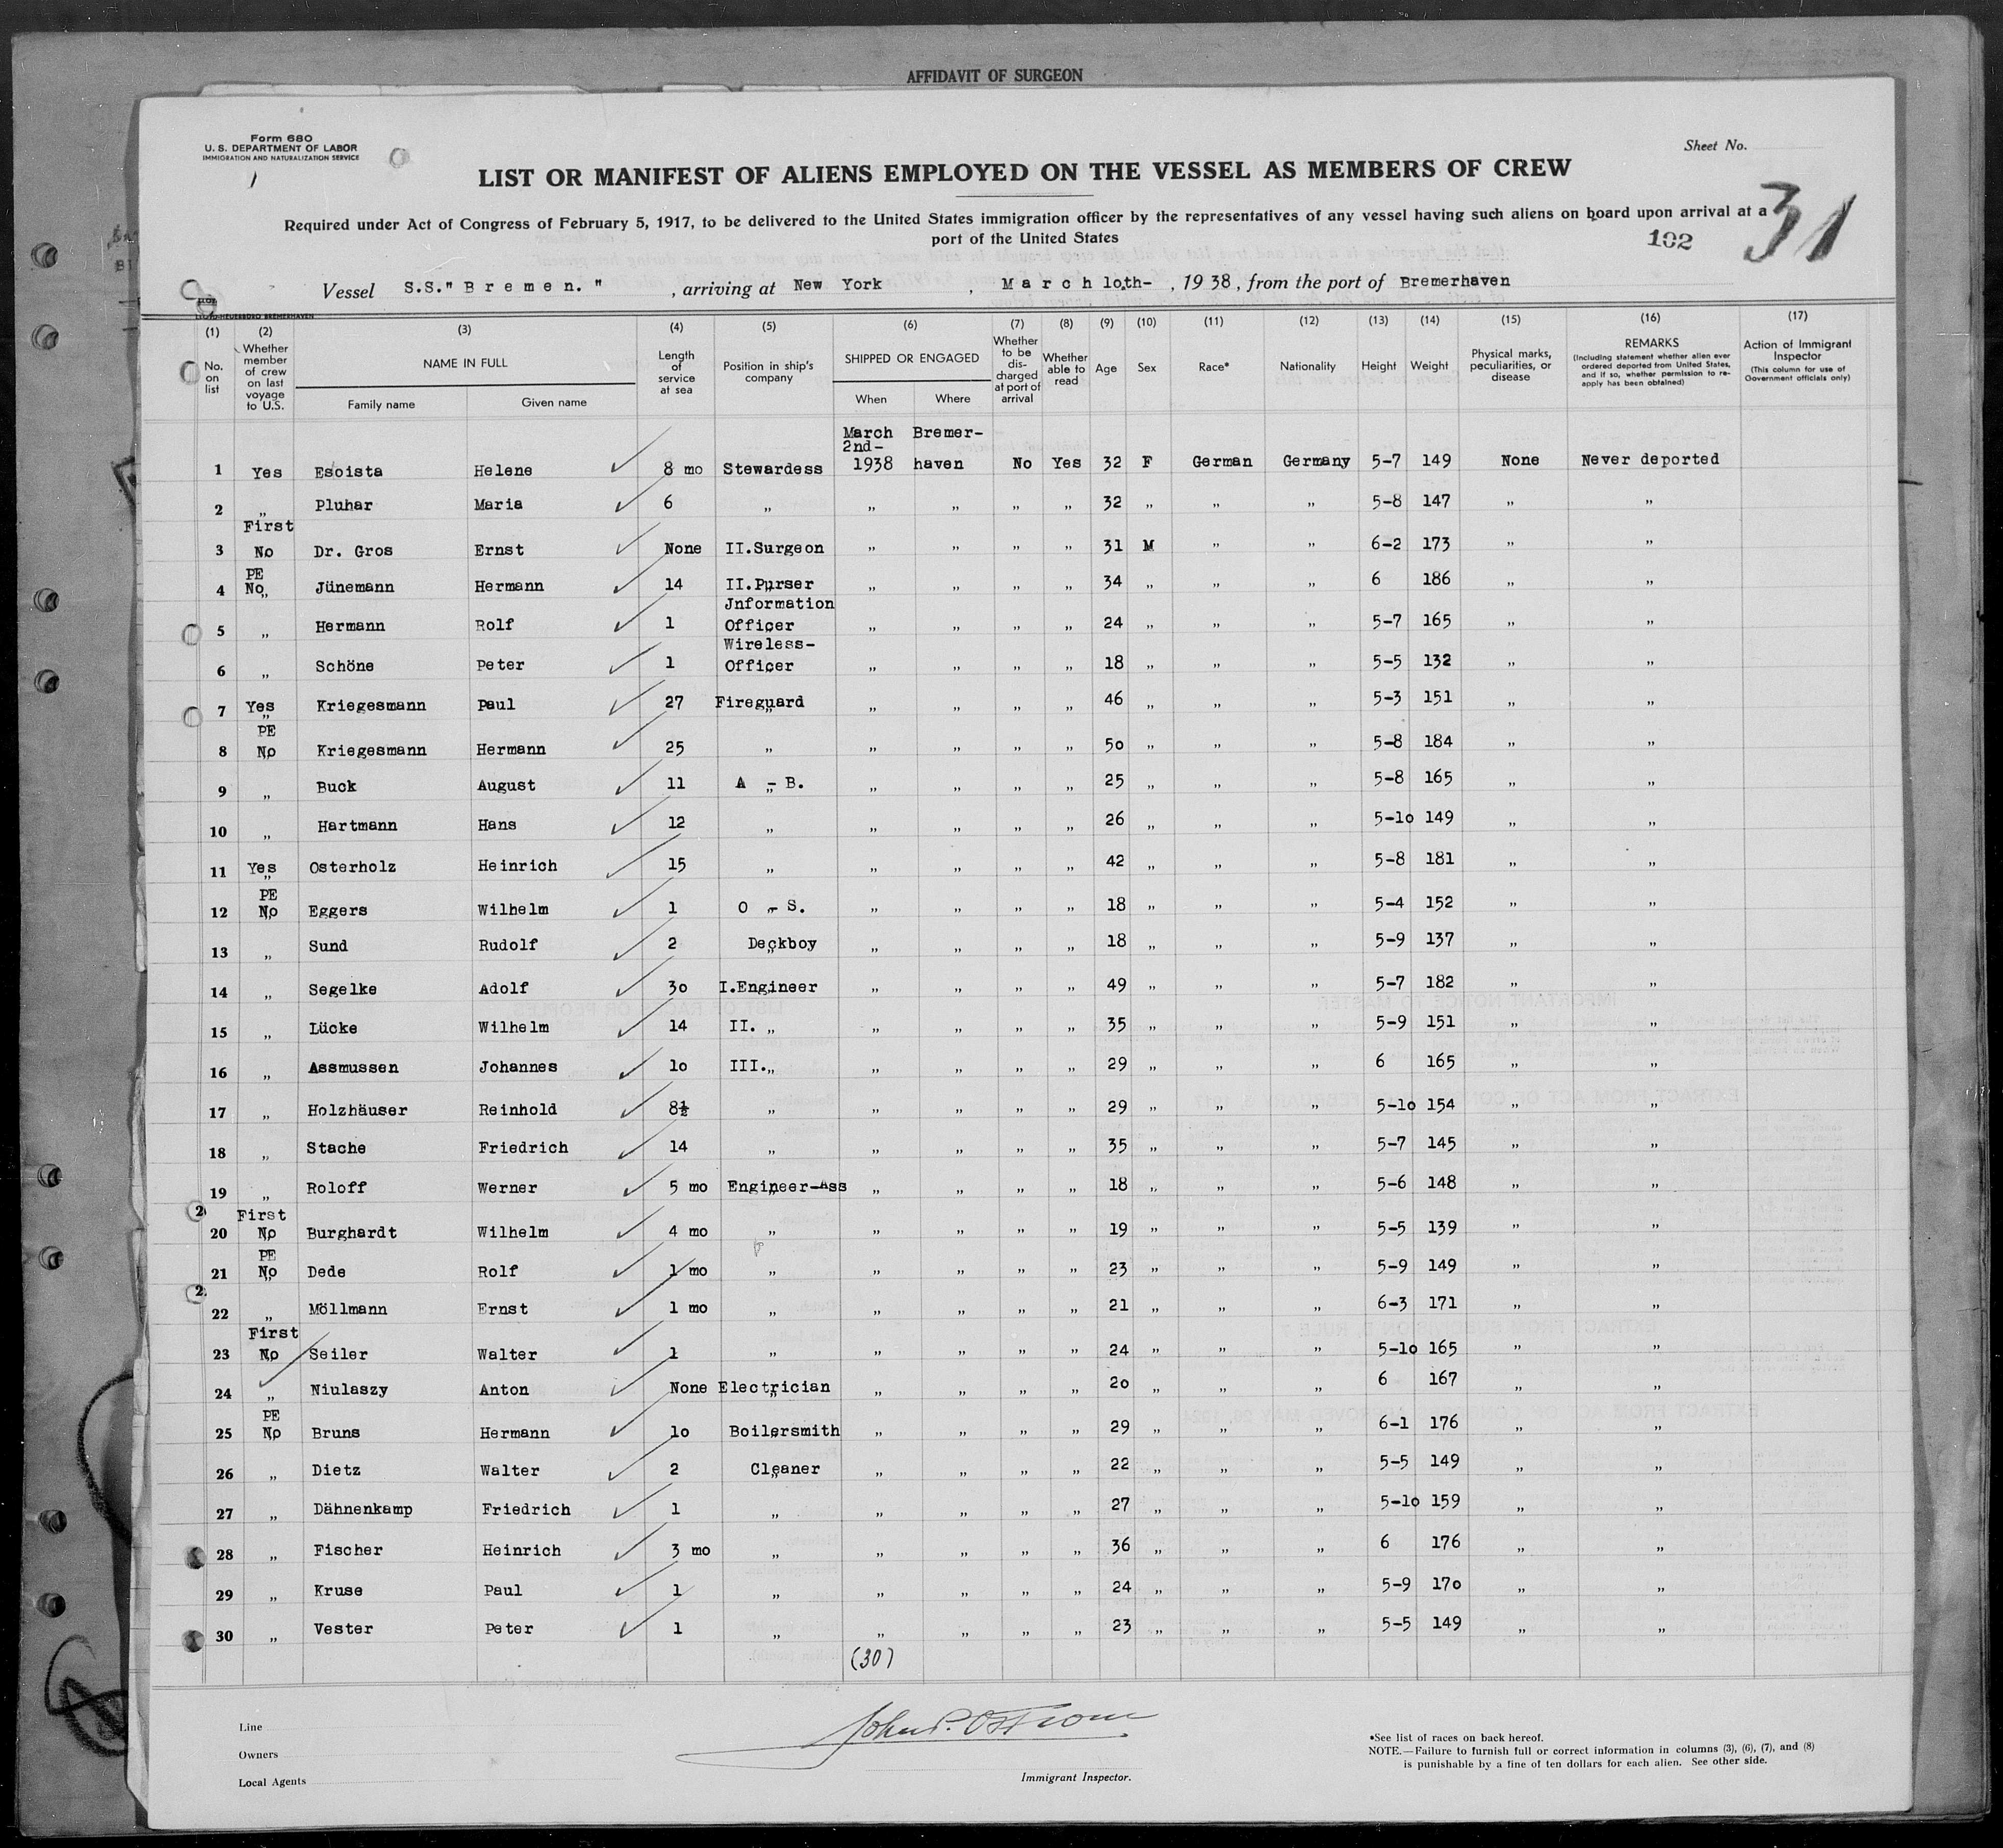 AFFIDAVIT OF SURGEON
Form 680
U. S. DEPARTMENT OF LABOR
IMMIGRATION AND NATURALIZATION SERVICE
Sheet No.
LIST OR MANIFEST OF ALIENS EMPLOYED ON THE VESSEL AS MEMBERS OF CREW
Required under Act of Congress of February 5, 1917, to be delivered to the United States immigration officer by the representatives of any vessel having such aliens on board upon arrival at a
port of the United States
102
31
Vessel S.S." B r e m e n. " , arriving at New York , M a r c h loth- , 19 38 , from the port of Bremerhaven
(1) (2) (3) (4) (5) (6) (7) (8) (9) (10) (11) (12) (13) (14) (15) (16) (17)
No. on list
Whether member of crew on last voyage to U.S.
NAME IN FULL
Family name Given name
Length of service at sea
Position in ship's company
SHIPPED OR ENGAGED
When Where
Whether to be discharged at port of arrival
Whether able to read
Age
Sex
Race*
Nationality
Height
Weight
Physical marks, peculiarities, or disease
REMARKS
(Including statement whether alien ever ordered deported from United States, and if so, whether permission to re-apply has been obtained)
Action of Immigrant Inspector
(This column for use of Government officials only)
March Bremer-
2nd-
1 Yes Esoista Helene 8 mo Stewardess 1938 haven No Yes 32 F German Germany 5-7 149 None Never deported
2 „ Pluhar Maria 6 „ „ „ „ „ 32 „ „ „ 5-8 147 „ „
First
3 No Dr. Gros Ernst None II.Surgeon „ „ „ „ 31 M „ „ 6-2 173 „ „
PE
4 No„ Jünemann Hermann 14 II.Purser „ „ „ „ 34 „ „ „ 6 186 „ „
Jnformation
5 „ Hermann Rolf 1 Officer „ „ „ „ 24 „ „ „ 5-7 165 „ „
Wireless-
6 „ Schöne Peter 1 Officer „ „ „ „ 18 „ „ „ 5-5 132 „ „
7 Yes Kriegesmann Paul 27 Fireguard „ „ „ „ 46 „ „ „ 5-3 151 „ „
PE
8 No Kriegesmann Hermann 25 „ „ „ „ „ 5o „ „ „ 5-8 184 „ „
9 „ Buck August 11 A - B. „ „ „ „ 25 „ „ „ 5-8 165 „ „
10 „ Hartmann Hans 12 „ „ „ „ „ 26 „ „ „ 5-1o 149 „ „
11 Yes Osterholz Heinrich 15 „ „ „ „ „ 42 „ „ „ 5-8 181 „ „
PE
12 No Eggers Wilhelm 1 O - S. „ „ „ „ 18 „ „ „ 5-4 152 „ „
13 „ Sund Rudolf 2 Deckboy „ „ „ „ 18 „ „ „ 5-9 137 „ „
14 „ Segelke Adolf 3o I.Engineer „ „ „ „ 49 „ „ „ 5-7 182 „ „
15 „ Lücke Wilhelm 14 II. „ „ „ „ „ 35 „ „ „ 5-9 151 „ „
16 „ Assmussen Johannes 1o III.„ „ „ „ „ 29 „ „ „ 6 165 „ „
17 „ Holzhäuser Reinhold 8½ „ „ „ „ „ 29 „ „ „ 5-1o 154 „ „
18 „ Stache Friedrich 14 „ „ „ „ „ 35 „ „ „ 5-7 145 „ „
19 „ Roloff Werner 5 mo Engineer-Ass „ „ „ „ 18 „ „ „ 5-6 148 „ „
2 First
20 No Burghardt Wilhelm 4 mo „ „ „ „ „ 19 „ „ „ 5-5 139 „ „
PE
21 No Dede Rolf 1 mo „ „ „ „ „ 23 „ „ „ 5-9 149 „ „
2
22 „ Möllmann Ernst 1 mo „ „ „ „ „ 21 „ „ „ 6-3 171 „ „
First
23 No Seiler Walter 1 „ „ „ „ „ 24 „ „ „ 5-1o 165 „ „
24 „ Niulaszy Anton None Electrician „ „ „ „ 2o „ „ „ 6 167 „ „
PE
25 No Bruns Hermann 1o Boilersmith „ „ „ „ 29 „ „ „ 6-1 176 „ „
26 „ Dietz Walter 2 Cleaner „ „ „ „ 22 „ „ „ 5-5 149 „ „
27 „ Dähnenkamp Friedrich 1 „ „ „ „ „ 27 „ „ „ 5-1o 159 „ „
28 „ Fischer Heinrich 3 mo „ „ „ „ „ 36 „ „ „ 6 176 „ „
29 „ Kruse Paul 1 „ „ „ „ „ 24 „ „ „ 5-9 17o „ „
30 „ Vester Peter 1 „ „ „ „ „ 23 „ „ „ 5-5 149 „ „
(30)
Line
Owners
Local Agents
John P. Ostrom
Immigrant Inspector.
*See list of races on back hereof.
NOTE.—Failure to furnish full or correct information in columns (3), (6), (7), and (8)
is punishable by a fine of ten dollars for each alien. See other side.